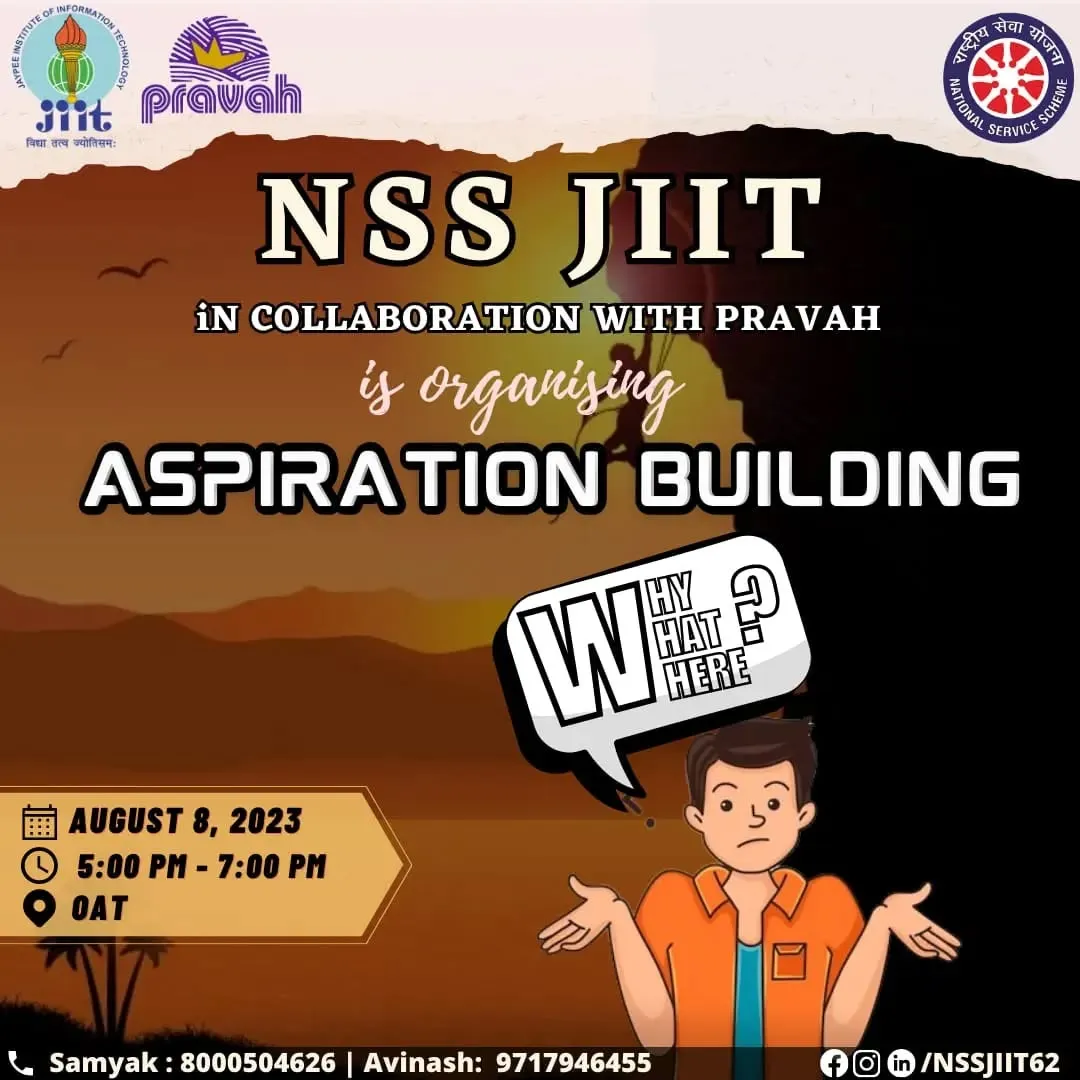 JAYPEE INSTITUTE OF INFORMATION TECHNOLOGY
jiit
विद्या तत्व ज्योतिसमः
pravah
राष्ट्रीय सेवा योजना
NATIONAL SERVICE SCHEME
NSS JIIT
iN COLLABORATION WITH PRAVAH
is organising
ASPIRATION BUILDING
WHY
HAT
HERE
?
AUGUST 8, 2023
5:00 PM - 7:00 PM
OAT
Samyak : 8000504626 | Avinash: 9717946455
/NSSJIIT62